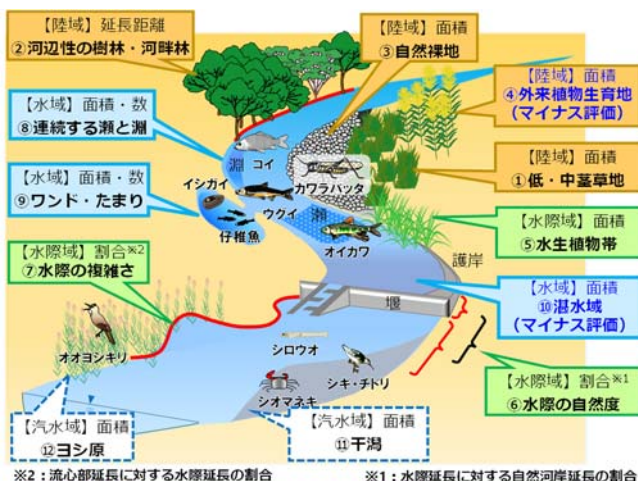 【陸域】延長距離
②河辺性の樹林・河畔林
【陸域】面積
③自然裸地
【陸域】面積
④外来植物生育地
(マイナス評価)
【水域】面積・数
⑧連続する瀬と淵
淵
コイ
カワラバッタ
【陸域】面積
①低・中茎草地
【水域】面積・数
⑨ワンド・たまり
イシガイ
ウグイ
瀬
仔稚魚
オイカワ
【水際域】面積
⑤水生植物帯
【水際域】割合※2
⑦水際の複雑さ
護岸
【水域】面積
⑩湛水域
(マイナス評価)
堰
オオヨシキリ
シロウオ
シキ・チドリ
シオマネキ
【水際域】割合※1
⑥水際の自然度
【汽水域】面積
⑫ヨシ原
【汽水域】面積
⑪干潟
※2：流心部延長に対する水際延長の割合
※1：水際延長に対する自然河岸延長の割合